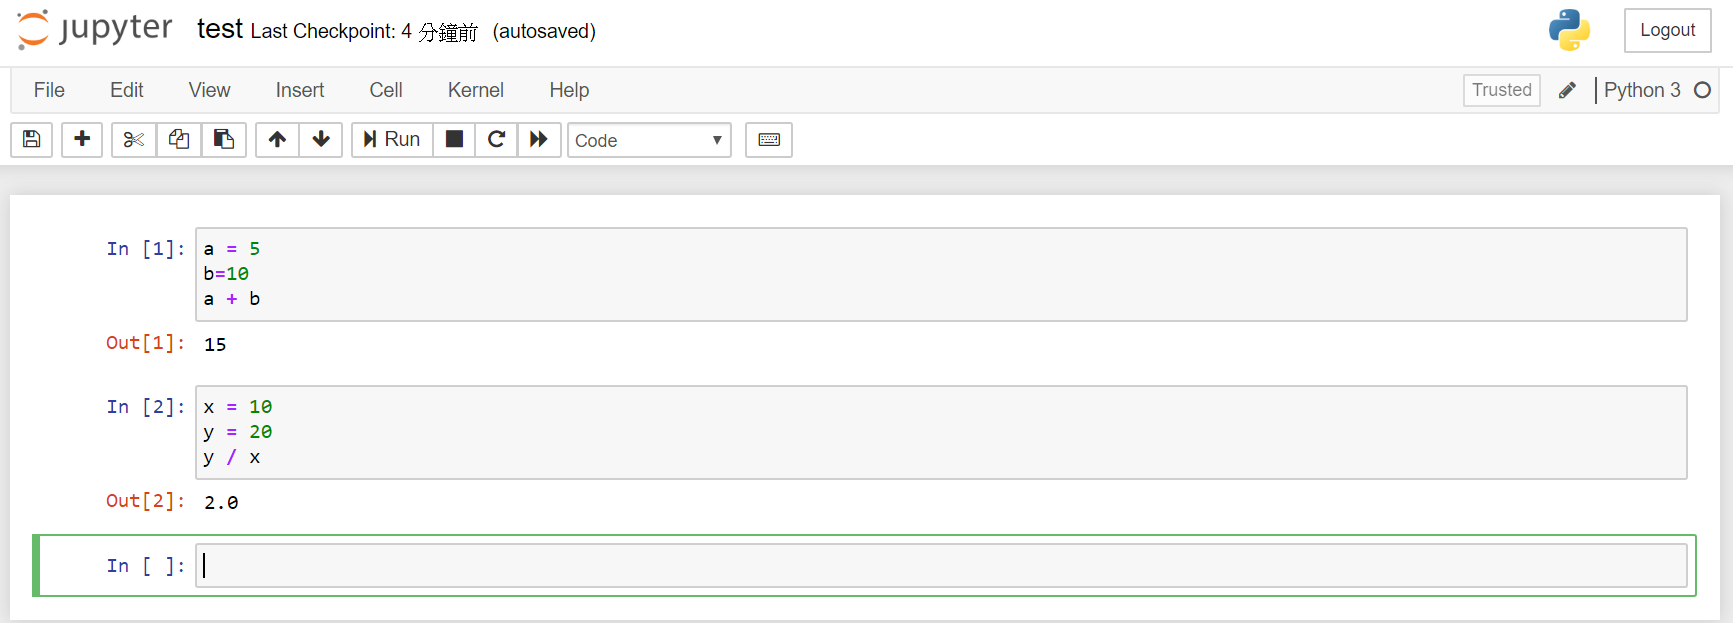 jupyter test Last Checkpoint: 4 分鐘前 (autosaved) Logout
File Edit View Insert Cell Kernel Help Trusted Python 3
Run Code
In [1]: a = 5
b=10
a + b
Out[1]: 15
In [2]: x = 10
y = 20
y / x
Out[2]: 2.0
In [ ]: